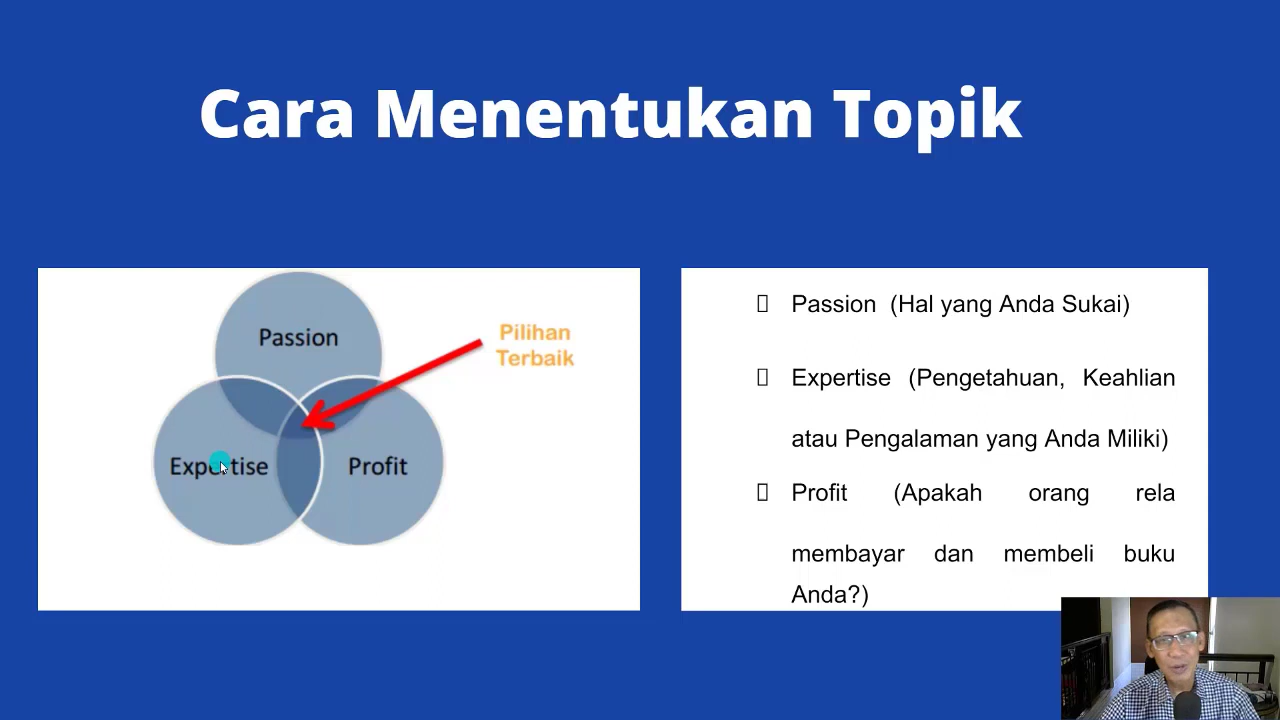 Cara Menentukan Topik
Passion
Pilihan
Terbaik
Expertise
Profit
Passion (Hal yang Anda Sukai)
Expertise (Pengetahuan, Keahlian
atau Pengalaman yang Anda Miliki)
Profit (Apakah orang rela
membayar dan membeli buku
Anda?)